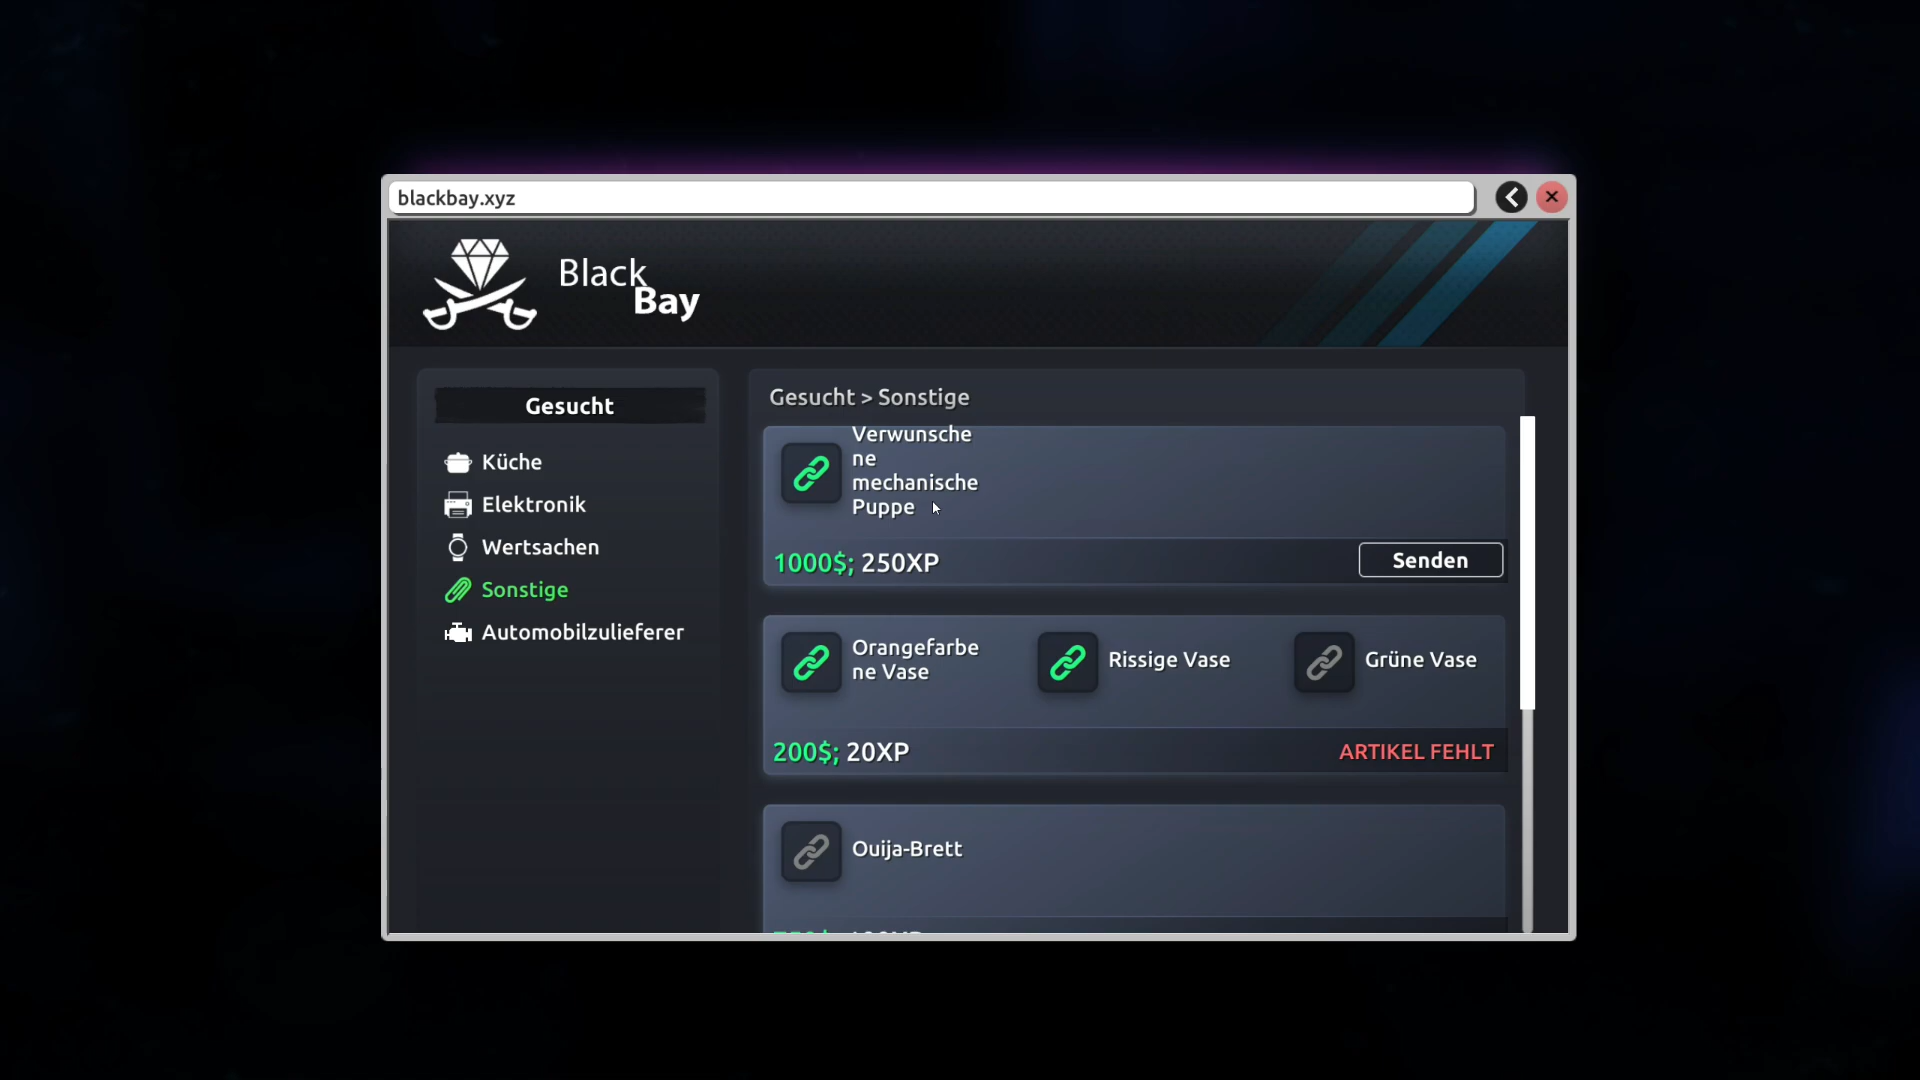 blackbay.xyz
Black
Bay
Gesucht
Küche
Elektronik
Wertsachen
Sonstige
Automobilzulieferer
Gesucht > Sonstige
Verwunsche
ne
mechanische
Puppe
1000$; 250XP
Senden
Orangefarbe
ne Vase
Rissige Vase
Grüne Vase
200$; 20XP
ARTIKEL FEHLT
Ouija-Brett